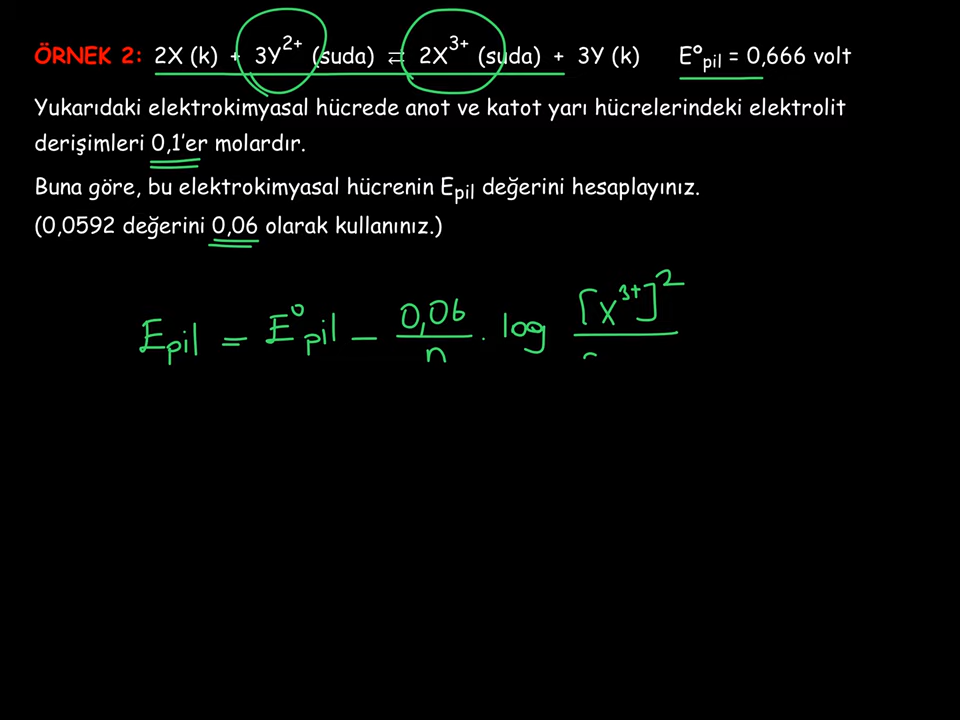 ÖRNEK 2: 2X (k) + 3Y²⁺ (suda) ⇄ 2X³⁺ (suda) + 3Y (k) E°pil = 0,666 volt
Yukarıdaki elektrokimyasal hücrede anot ve katot yarı hücrelerindeki elektrolit
derişimleri 0,1'er molardır.
Buna göre, bu elektrokimyasal hücrenin Epil değerini hesaplayınız.
(0,0592 değerini 0,06 olarak kullanınız.)
Epil = E°pil − 0,06/n . log [X³⁺]²/